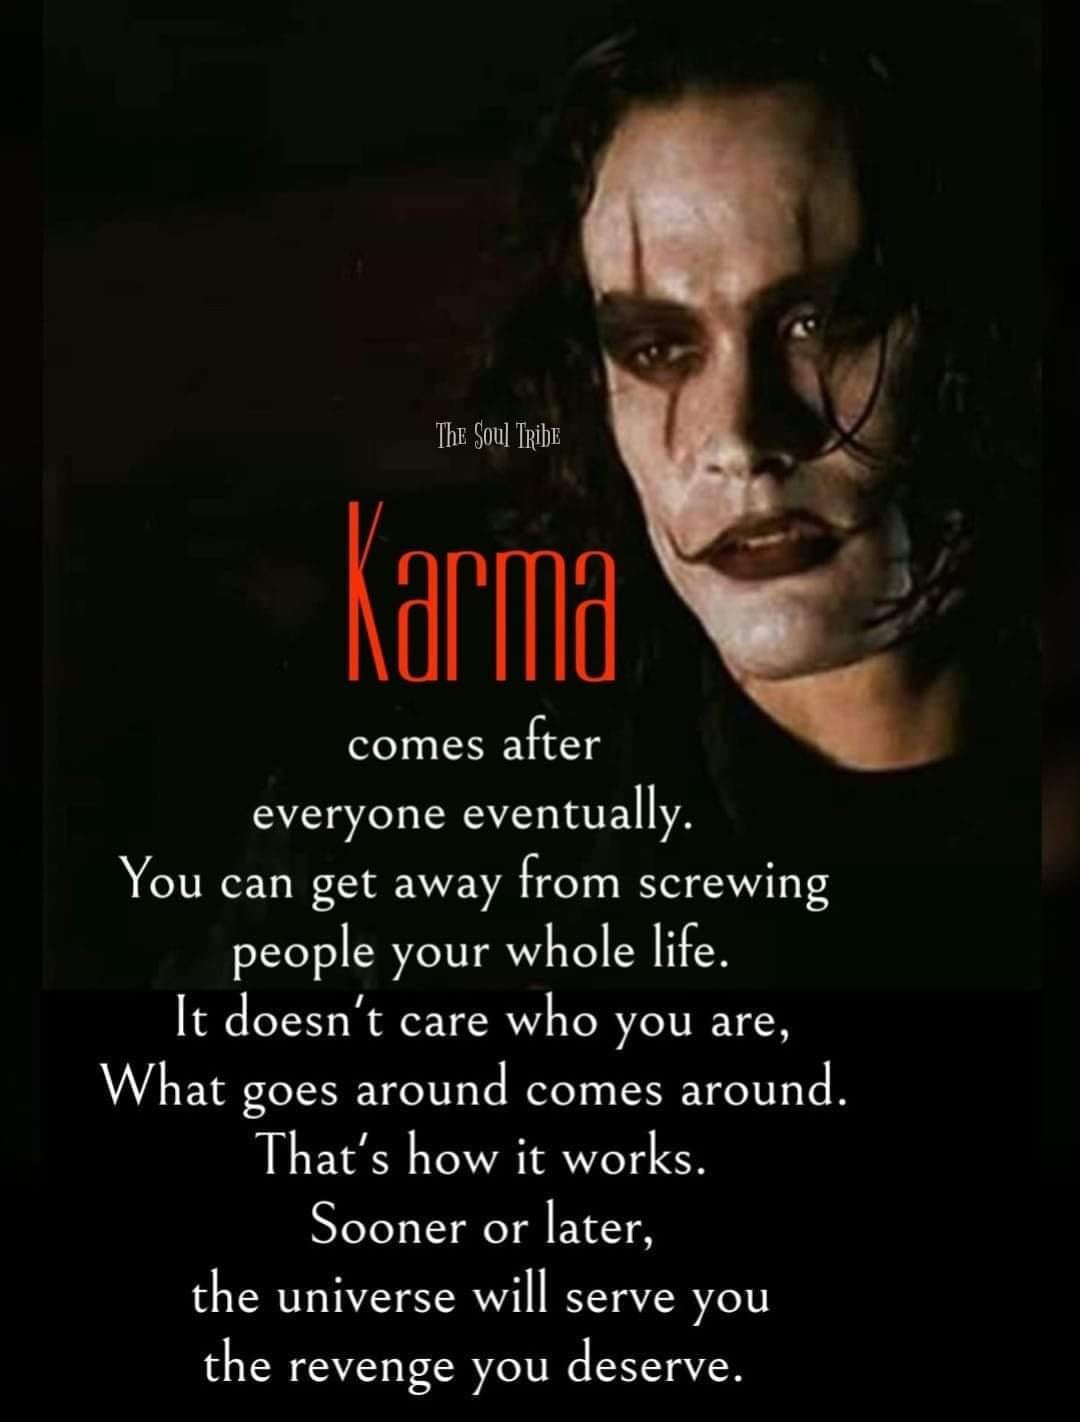 The Soul Tribe
Karma
comes after
everyone eventually.
You can get away from screwing
people your whole life.
It doesn't care who you are,
What goes around comes around.
That's how it works.
Sooner or later,
the universe will serve you
the revenge you deserve.